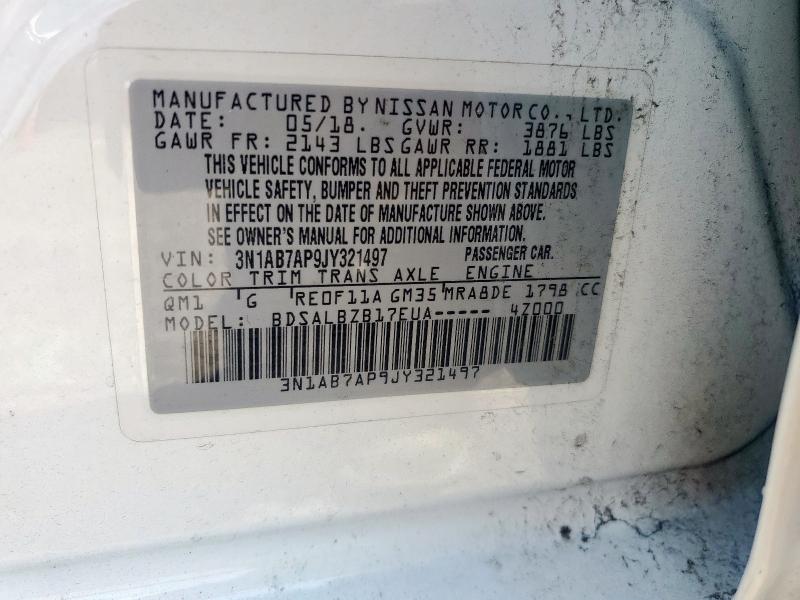 MANUFACTURED BY NISSAN MOTOR CO., LTD.
DATE: 05/18. GVWR: 3876 LBS
GAWR FR: 2143 LBS GAWR RR: 1881 LBS
THIS VEHICLE CONFORMS TO ALL APPLICABLE FEDERAL MOTOR
VEHICLE SAFETY, BUMPER AND THEFT PREVENTION STANDARDS
IN EFFECT ON THE DATE OF MANUFACTURE SHOWN ABOVE.
SEE OWNER'S MANUAL FOR ADDITIONAL INFORMATION.
VIN: 3N1AB7AP9JY321497 PASSENGER CAR.
COLOR TRIM TRANS AXLE ENGINE
QM1 G RE0F11A GM35 MRA8DE 1798 CC
MODEL: BDSALBZB17EUA----- 4Z000
3N1AB7AP9JY321497